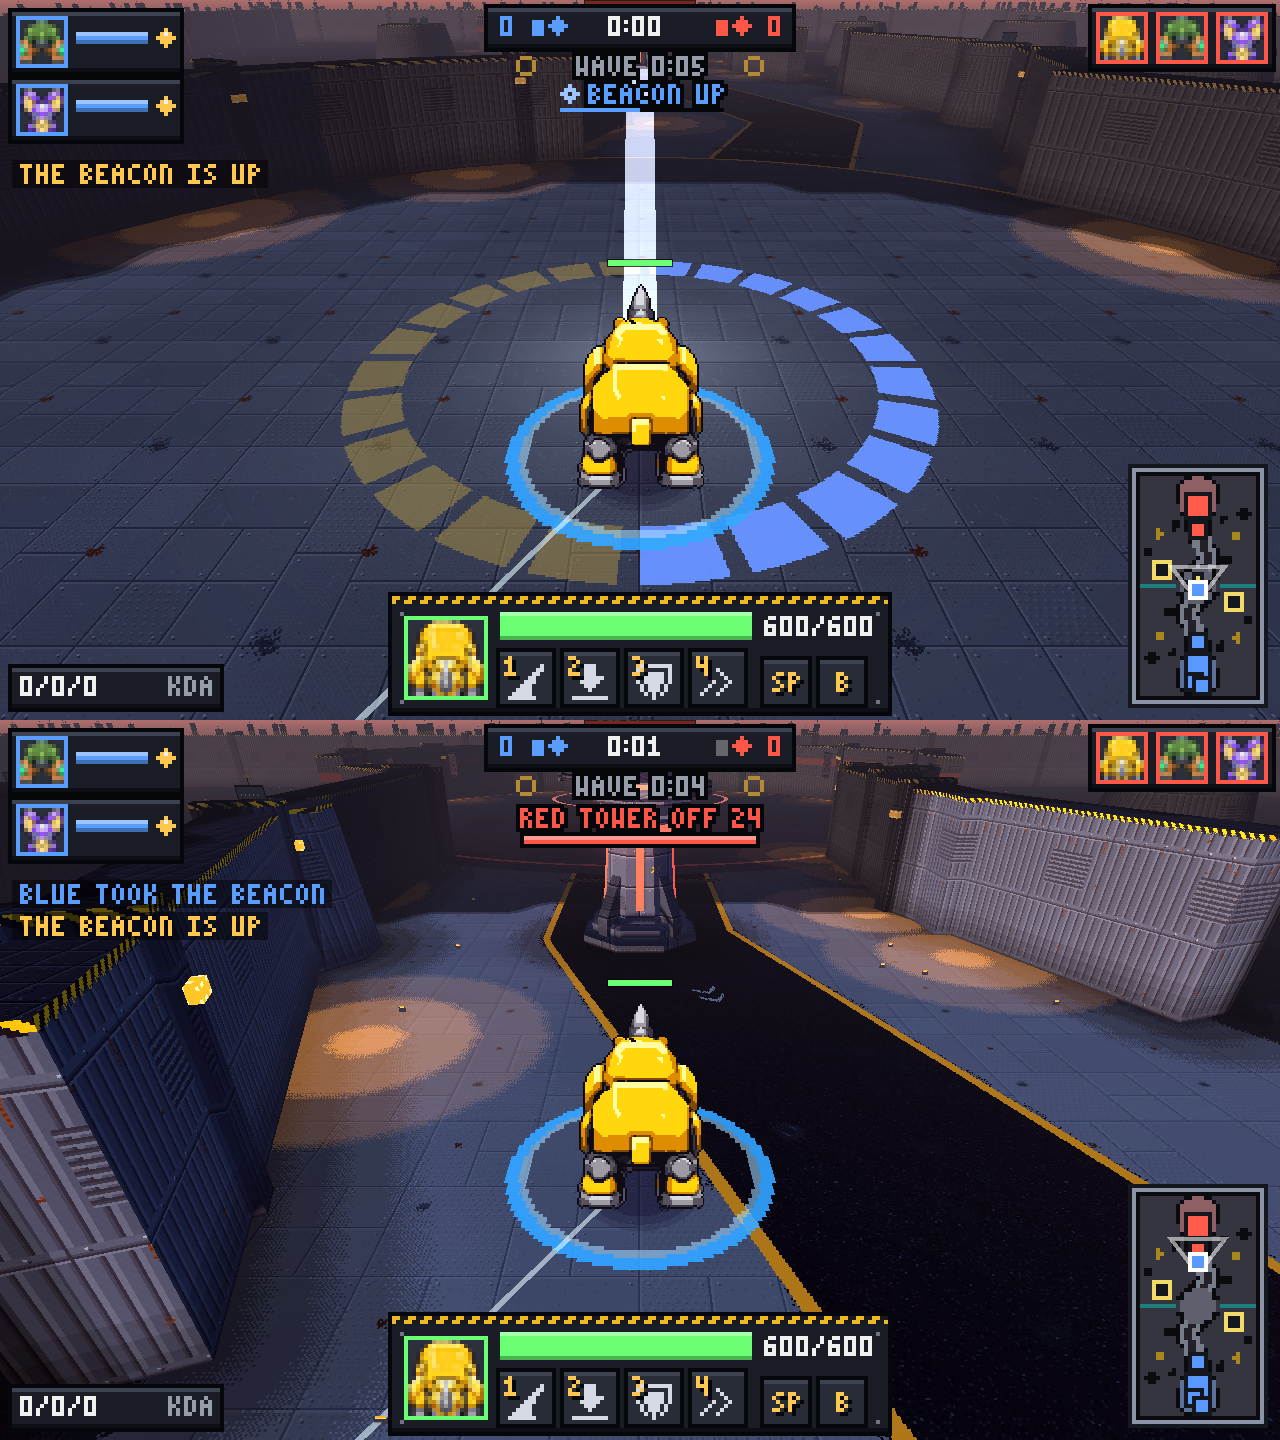 0 0:00 0
WAVE 0:05
BEACON UP
THE BEACON IS UP
600/600
1 2 3 4 SP B
0/0/0 KDA
0 0:01 0
WAVE 0:04
RED TOWER OFF 24
BLUE TOOK THE BEACON
THE BEACON IS UP
600/600
1 2 3 4 SP B
0/0/0 KDA